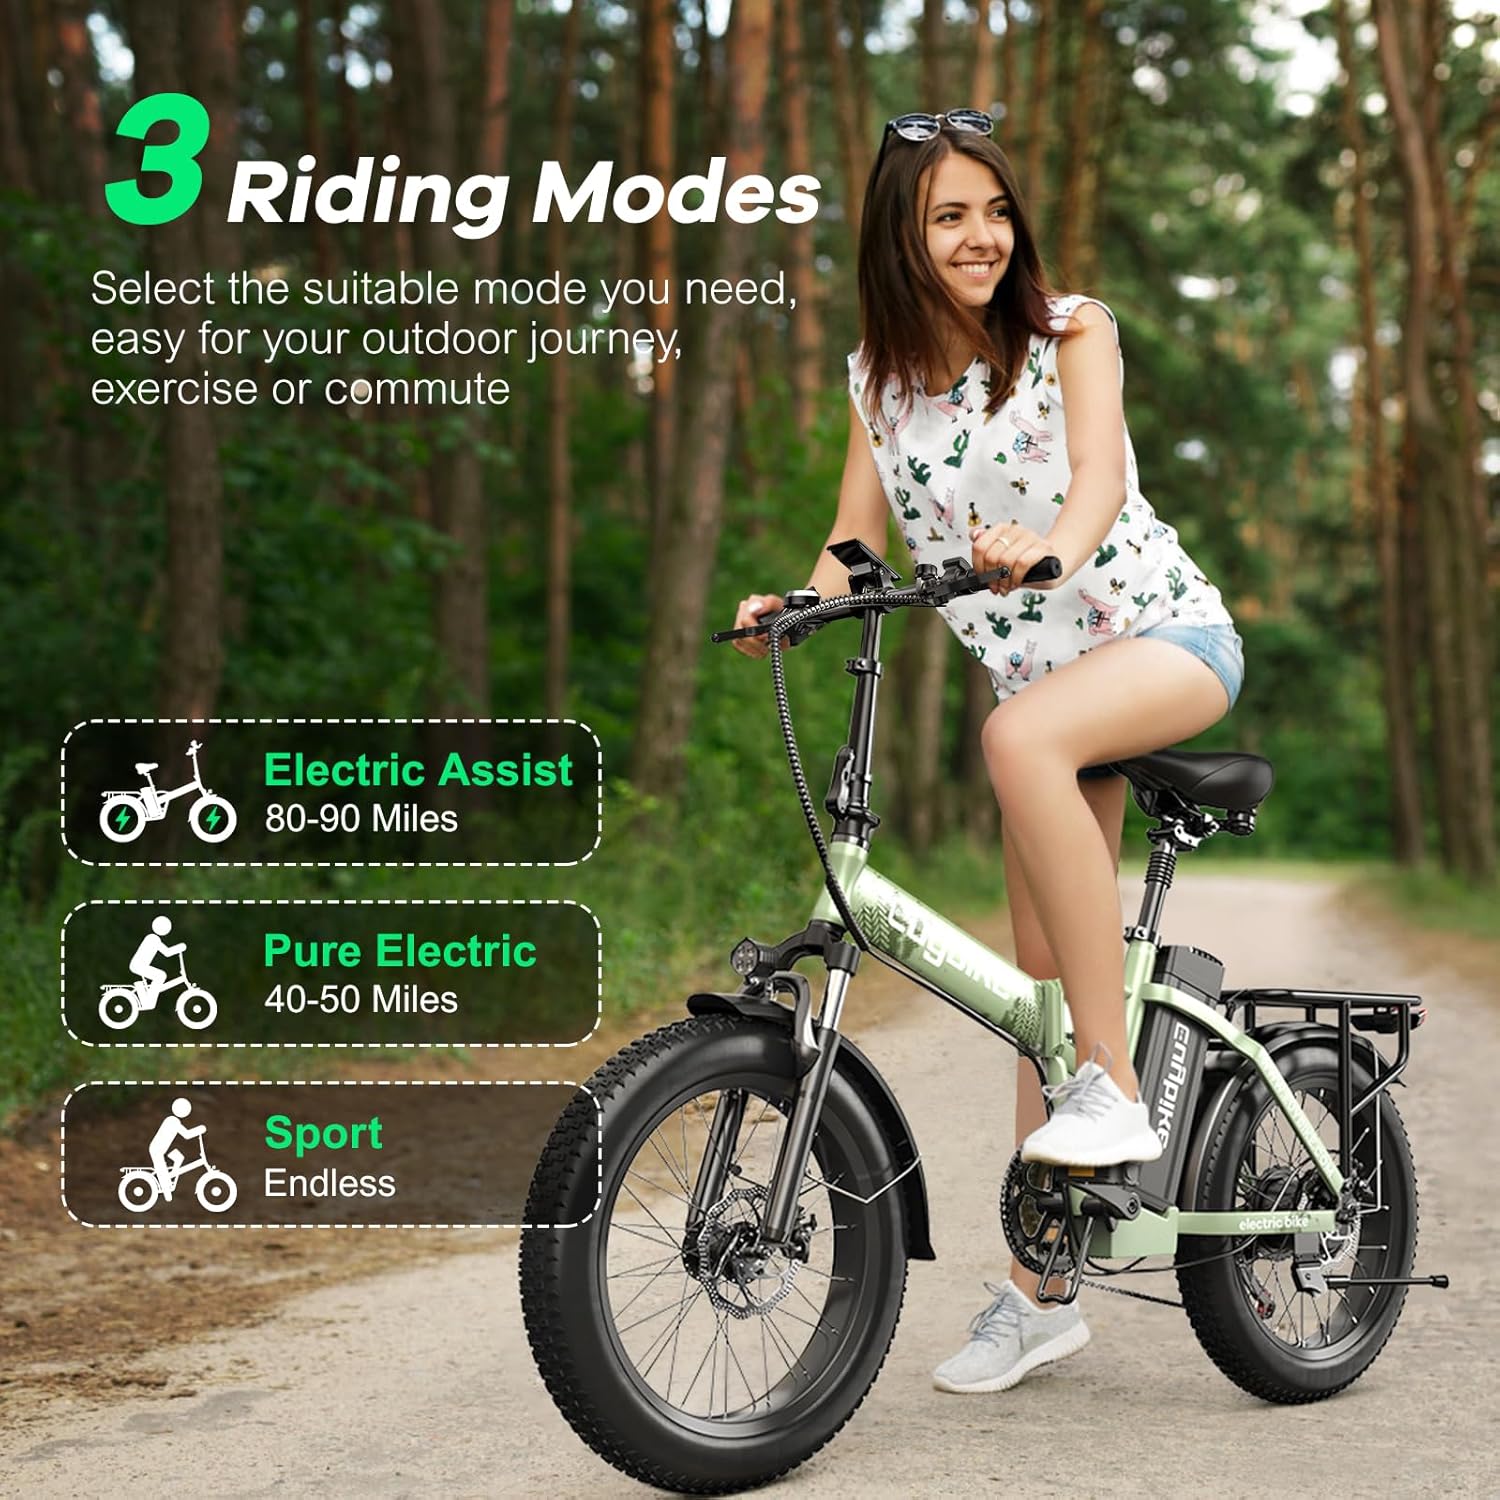 3 Riding Modes
Select the suitable mode you need,
easy for your outdoor journey,
exercise or commute
Electric Assist
80-90 Miles
Pure Electric
40-50 Miles
Sport
Endless
electric bike